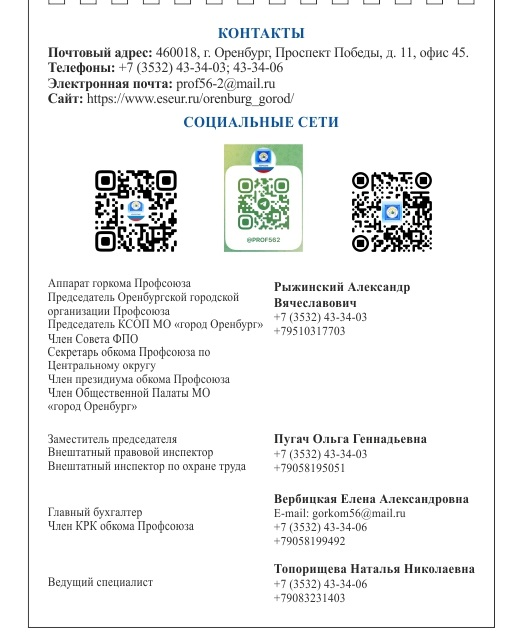 КОНТАКТЫ
Почтовый адрес: 460018, г. Оренбург, Проспект Победы, д. 11, офис 45.
Телефоны: +7 (3532) 43-34-03; 43-34-06
Электронная почта: prof56-2@mail.ru
Сайт: https://www.eseur.ru/orenburg_gorod/
СОЦИАЛЬНЫЕ СЕТИ
@PROF562
Аппарат горкома Профсоюза
Председатель Оренбургской городской
организации Профсоюза
Председатель КСОП МО «город Оренбург»
Член Совета ФПО
Секретарь обкома Профсоюза по
Центральному округу
Член президиума обкома Профсоюза
Член Общественной Палаты МО
«город Оренбург»
Рыжинский Александр
Вячеславович
+7 (3532) 43-34-03
+79510317703
Заместитель председателя
Внештатный правовой инспектор
Внештатный инспектор по охране труда
Пугач Ольга Геннадьевна
+7 (3532) 43-34-03
+79058195051
Главный бухгалтер
Член КРК обкома Профсоюза
Вербицкая Елена Александровна
E-mail: gorkom56@mail.ru
+7 (3532) 43-34-06
+79058199492
Ведущий специалист
Топорищева Наталья Николаевна
+7 (3532) 43-34-06
+79083231403